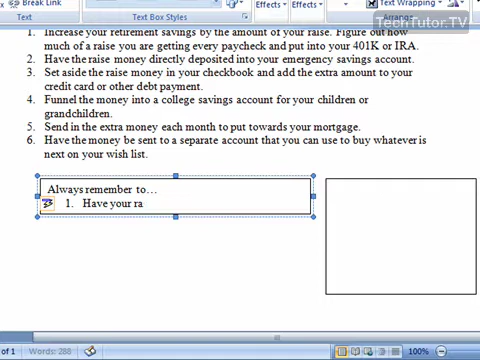 Break Link
Effects
Effects
Text Wrapping
TechTutor.TV
Text
Text Box Styles
Arrange
1. Increase your retirement savings by the amount of your raise. Figure out how
much of a raise you are getting every paycheck and put into your 401K or IRA.
2. Have the raise money directly deposited into your emergency savings account.
3. Set aside the raise money in your checkbook and add the extra amount to your
credit card or other debt payment.
4. Funnel the money into a college savings account for your children or
grandchildren.
5. Send in the extra money each month to put towards your mortgage.
6. Have the money be sent to a separate account that you can use to buy whatever is
next on your wish list.
Always remember to…
1. Have your ra
of 1
Words: 288
100%